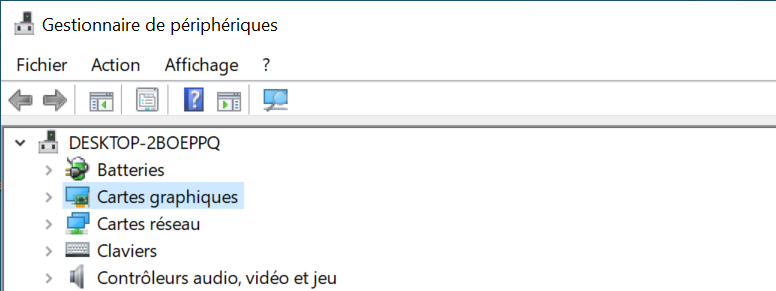 Gestionnaire de périphériques
Fichier Action Affichage ?
DESKTOP-2BOEPPQ
Batteries
Cartes graphiques
Cartes réseau
Claviers
Contrôleurs audio, vidéo et jeu